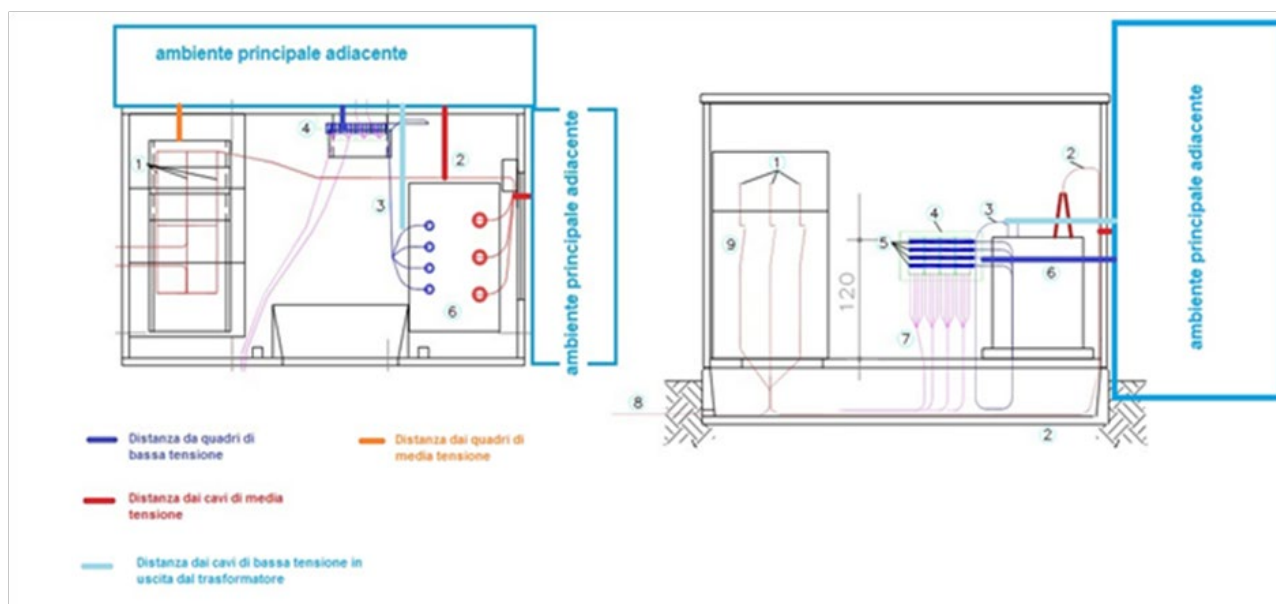 ambiente principale adiacente
4
1
2
3
6
ambiente principale adiacente
1
2
3
4
5
6
9
120
7
8
2
ambiente principale adiacente
Distanza da quadri di
bassa tensione
Distanza dai quadri di
media tensione
Distanza dai cavi di media
tensione
Distanza dai cavi di bassa tensione in
uscita dal trasformatore